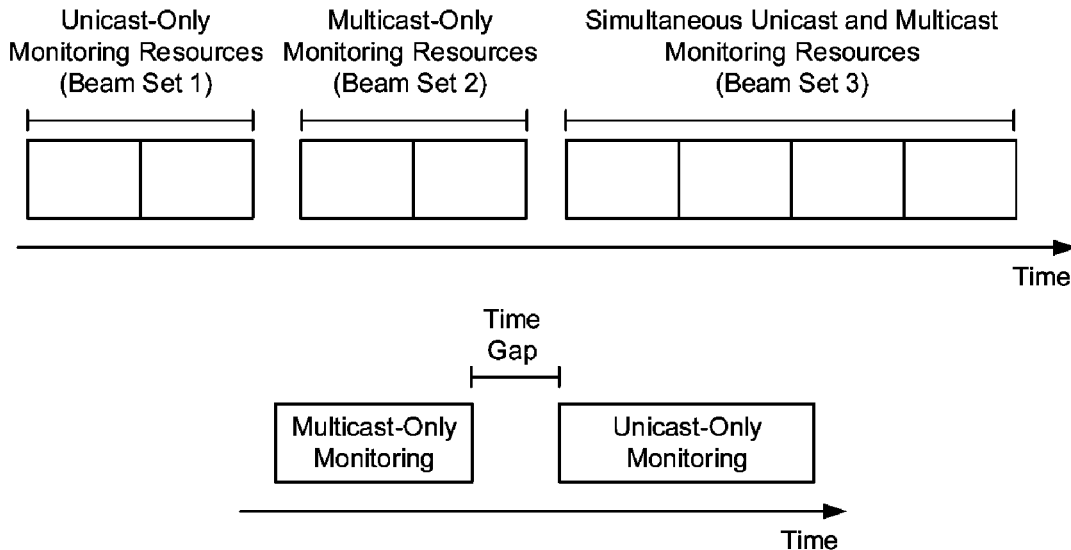 Unicast-Only
Monitoring Resources
(Beam Set 1)
Multicast-Only
Monitoring Resources
(Beam Set 2)
Simultaneous Unicast and Multicast
Monitoring Resources
(Beam Set 3)
Time
Time
Gap
Multicast-Only
Monitoring
Unicast-Only
Monitoring
Time